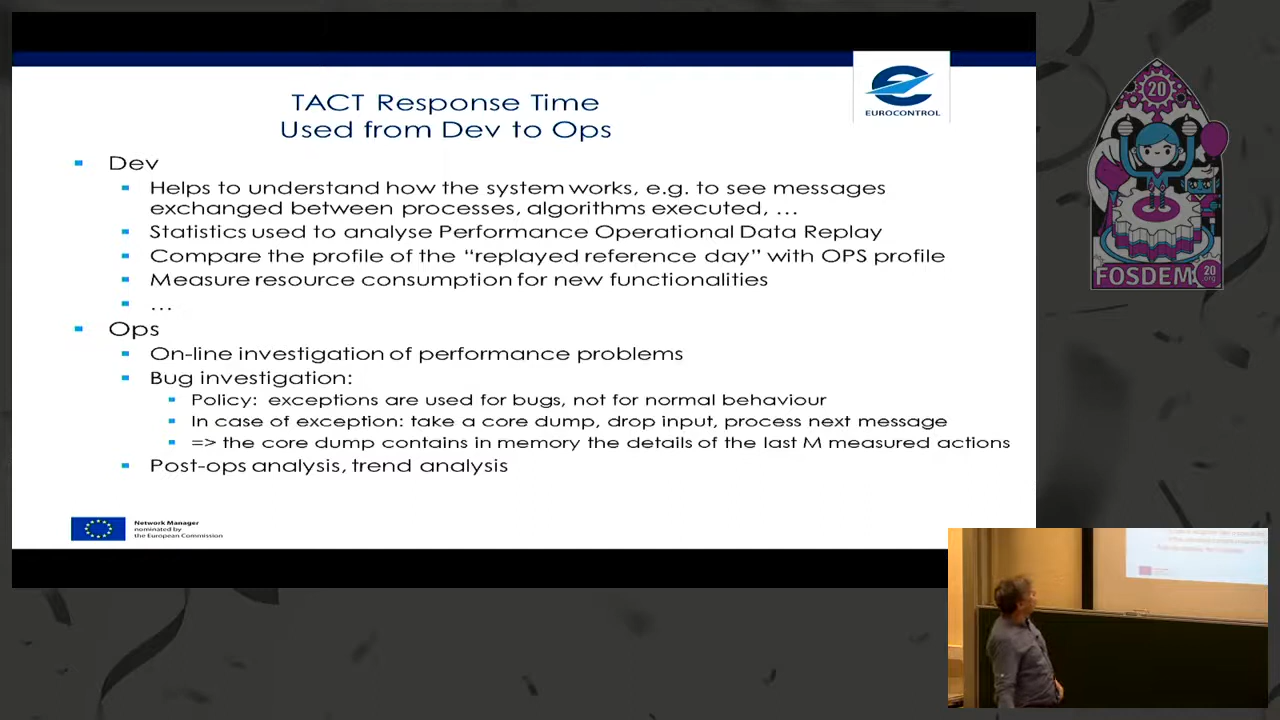 TACT Response Time
Used from Dev to Ops
EUROCONTROL
Dev
Helps to understand how the system works, e.g. to see messages
exchanged between processes, algorithms executed, …
Statistics used to analyse Performance Operational Data Replay
Compare the profile of the “replayed reference day” with OPS profile
Measure resource consumption for new functionalities
…
Ops
On-line investigation of performance problems
Bug investigation:
Policy: exceptions are used for bugs, not for normal behaviour
In case of exception: take a core dump, drop input, process next message
=> the core dump contains in memory the details of the last M measured actions
Post-ops analysis, trend analysis
Network Manager
nominated by
the European Commission
20
FOSDEM
20
.org